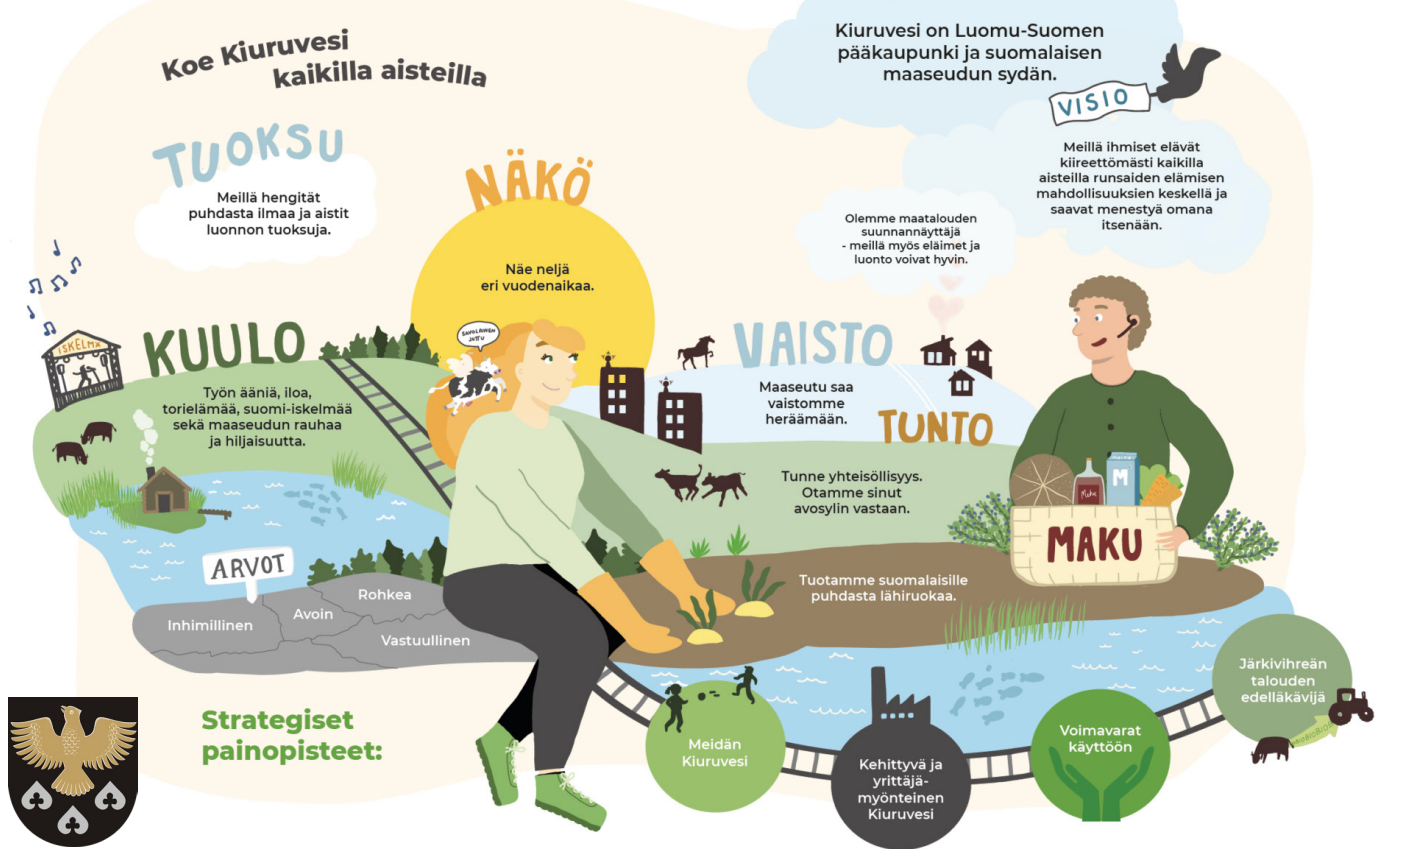 Koe Kiuruvesi
kaikilla aisteilla
TUOKSU
Meillä hengität
puhdasta ilmaa ja aistit
luonnon tuoksuja.
NÄKÖ
Näe neljä
eri vuodenaikaa.
Kiuruvesi on Luomu-Suomen
pääkaupunki ja suomalaisen
maaseudun sydän.
VISIO
Meillä ihmiset elävät
kiireettömästi kaikilla
aisteilla runsaiden elämisen
mahdollisuuksien keskellä ja
saavat menestyä omana
itsenään.
Olemme maatalouden
suunnannäyttäjä
- meillä myös eläimet ja
luonto voivat hyvin.
ISKELMÄ
KUULO
Työn ääniä, iloa,
torielämää, suomi-iskelmää
sekä maaseudun rauhaa
ja hiljaisuutta.
SAVOLAINEN
JUTTU
VAISTO
Maaseutu saa
vaistomme
heräämään.
TUNTO
Tunne yhteisöllisyys.
Otamme sinut
avosylin vastaan.
M
MAKU
Tuotamme suomalaisille
puhdasta lähiruokaa.
ARVOT
Inhimillinen
Avoin
Rohkea
Vastuullinen
Strategiset
painopisteet:
Meidän
Kiuruvesi
Kehittyvä ja
yrittäjä-
myönteinen
Kiuruvesi
Voimavarat
käyttöön
Järkivihreän
talouden
edelläkävijä